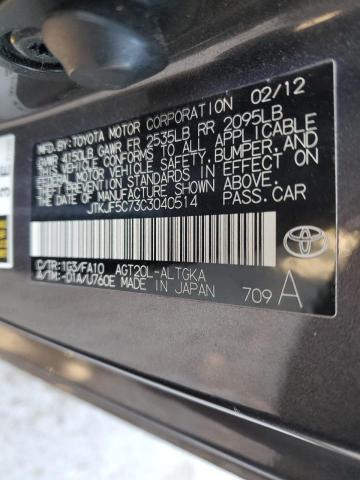 MFD.BY: TOYOTA MOTOR CORPORATION 02/12
GVWR 4150LB GAWR FR 2535LB RR 2095LB
THIS VEHICLE CONFORMS TO ALL APPLICABLE
FEDERAL MOTOR VEHICLE SAFETY, BUMPER, AND
THEFT PREVENTION STANDARDS IN EFFECT ON
THE DATE OF MANUFACTURE SHOWN ABOVE.
JTKJF5C73C3040514 PASS.CAR
C/TR: 1G3/FA10 AGT20L-ALTGKA
A/TM: -01A/U760E MADE IN JAPAN 709 A